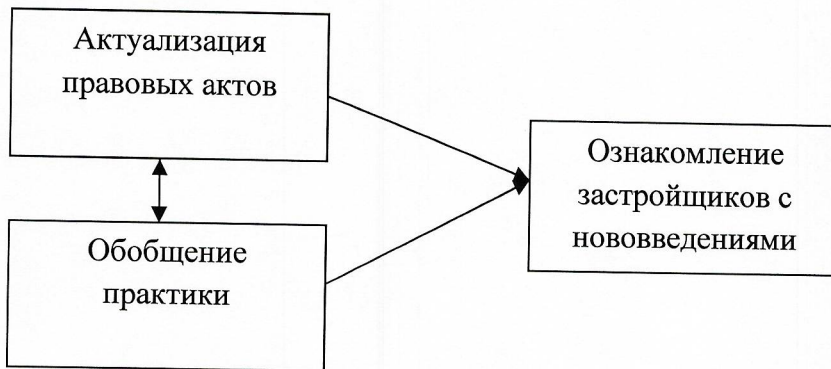 Актуализация
правовых актов
Обобщение
практики
Ознакомление
застройщиков с
нововведениями